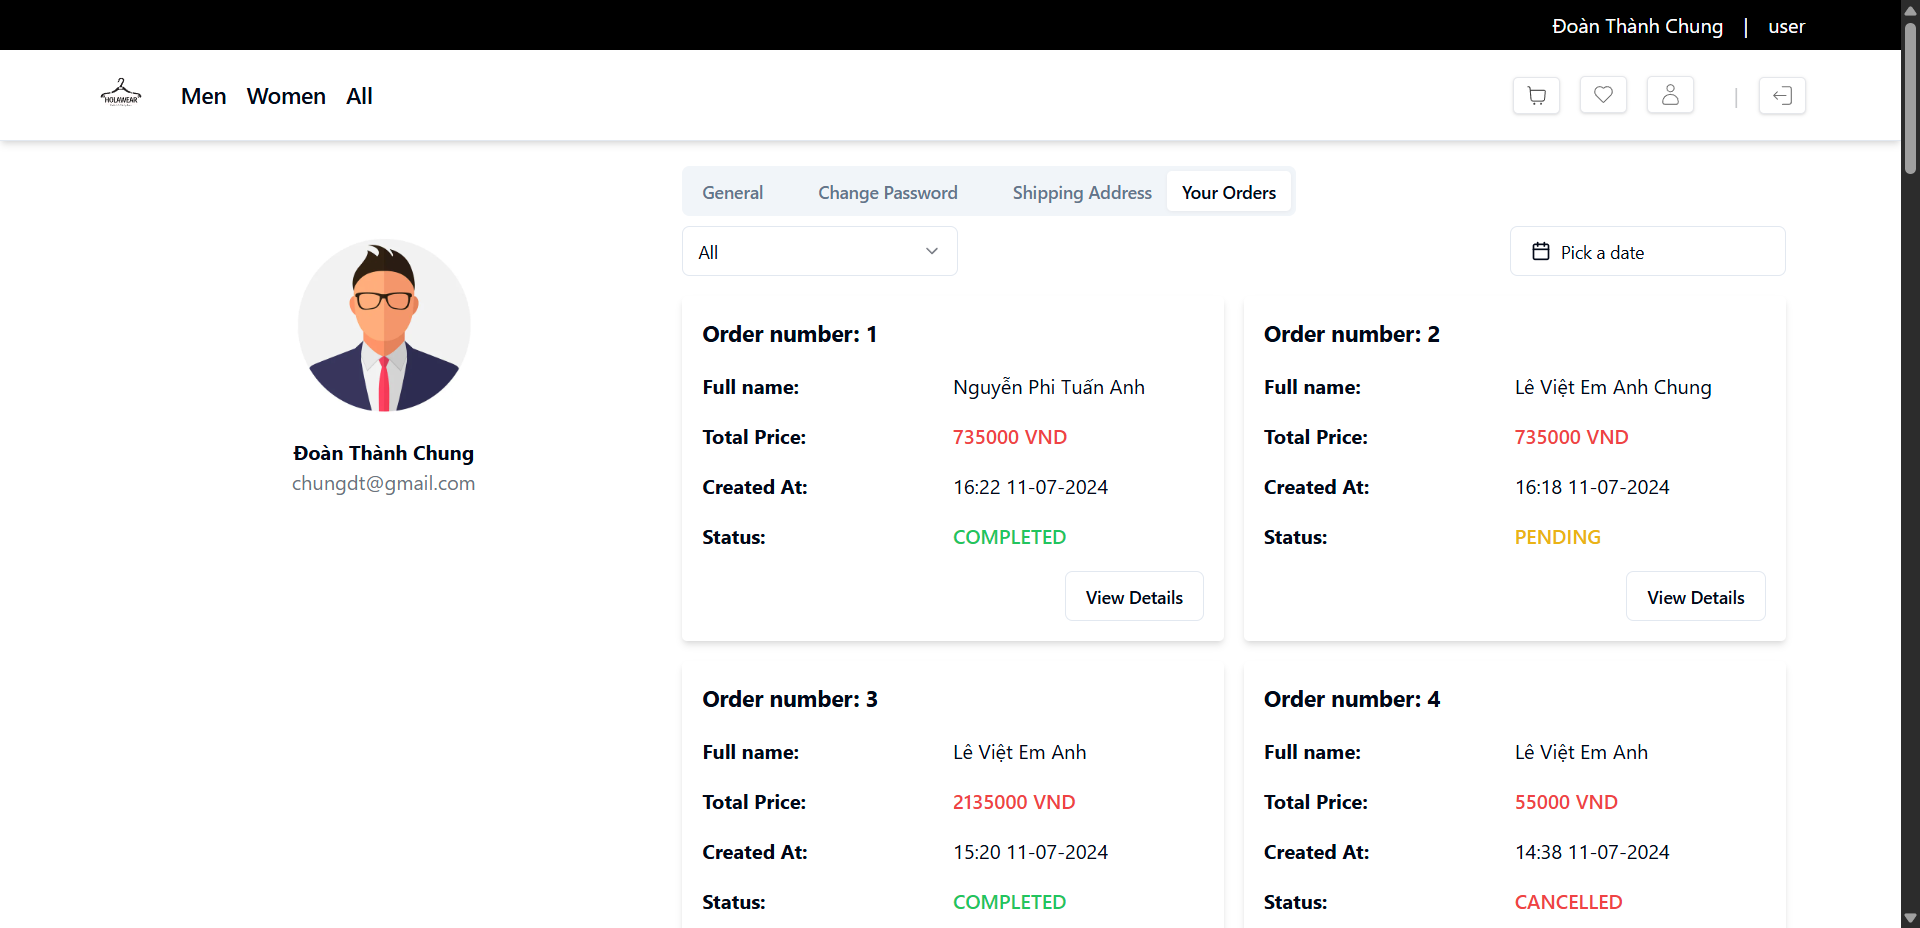 Đoàn Thành Chung | user
HOLAWEAR
Men Women All
General Change Password Shipping Address Your Orders
All
Pick a date
Đoàn Thành Chung
chungdt@gmail.com
Order number: 1
Full name: Nguyễn Phi Tuấn Anh
Total Price: 735000 VND
Created At: 16:22 11-07-2024
Status: COMPLETED
View Details
Order number: 2
Full name: Lê Việt Em Anh Chung
Total Price: 735000 VND
Created At: 16:18 11-07-2024
Status: PENDING
View Details
Order number: 3
Full name: Lê Việt Em Anh
Total Price: 2135000 VND
Created At: 15:20 11-07-2024
Status: COMPLETED
Order number: 4
Full name: Lê Việt Em Anh
Total Price: 55000 VND
Created At: 14:38 11-07-2024
Status: CANCELLED